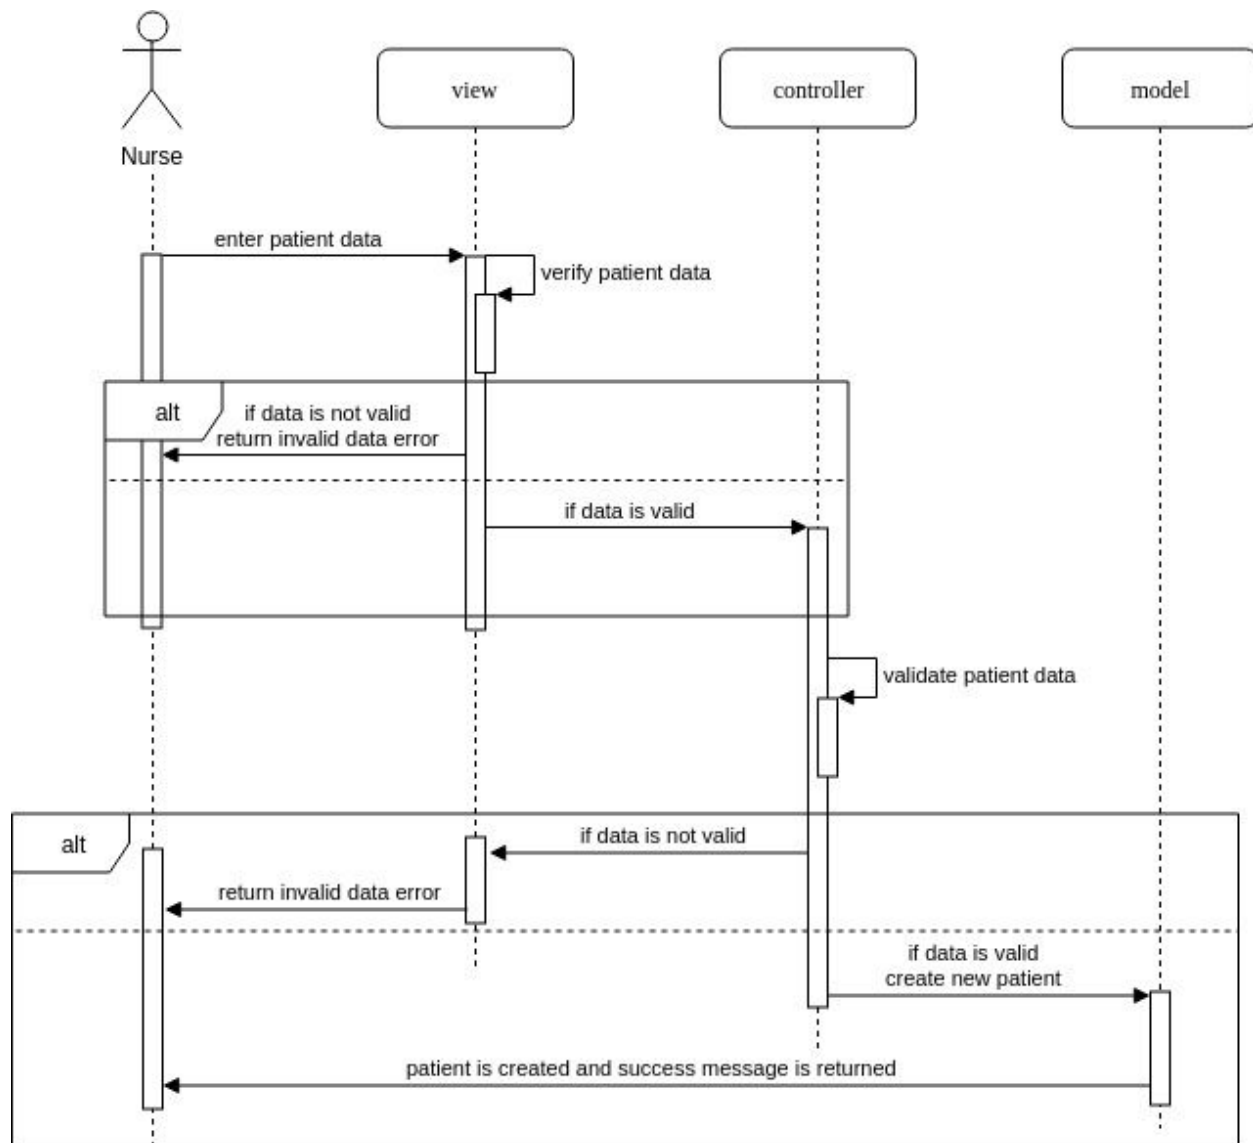 view
controller
model
Nurse
enter patient data
verify patient data
alt
if data is not valid
return invalid data error
if data is valid
validate patient data
alt
if data is not valid
return invalid data error
if data is valid
create new patient
patient is created and success message is returned